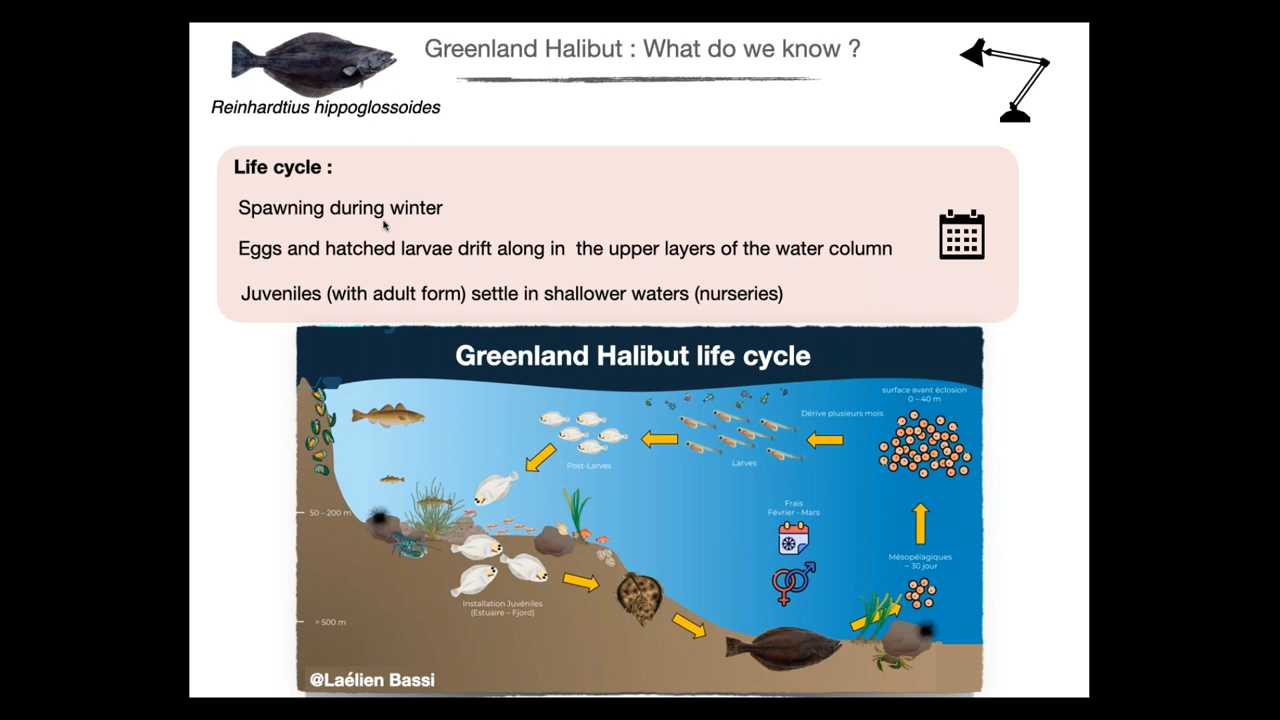 Greenland Halibut : What do we know ?
Reinhardtius hippoglossoides
Life cycle :
Spawning during winter
Eggs and hatched larvae drift along in the upper layers of the water column
Juveniles (with adult form) settle in shallower waters (nurseries)
Greenland Halibut life cycle
surface avant éclosion
0 – 40 m
Dérive plusieurs mois
Larves
Post-Larves
Frais
Février - Mars
50 – 200 m
Mésopélagiques
~ 30 jour
Installation Juvéniles
(Estuaire – Fjord)
> 500 m
@Laélien Bassi